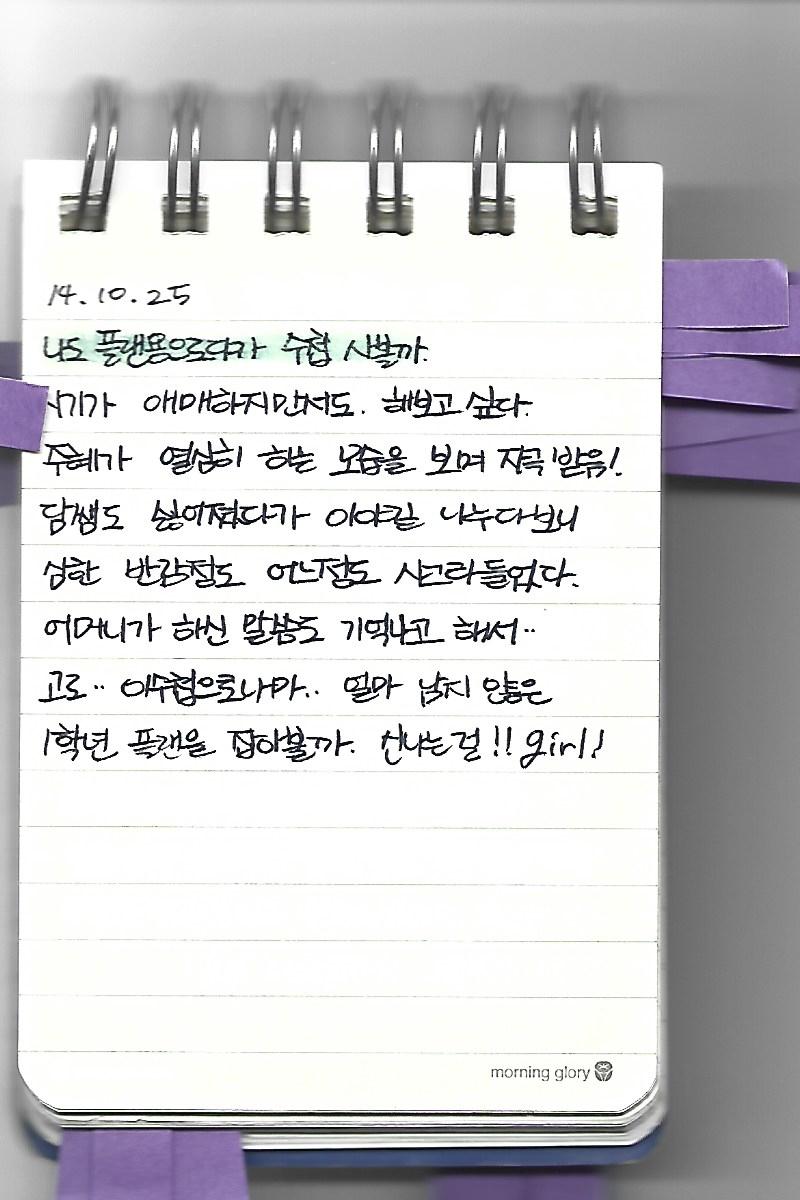 14.10.25
나도 플랜용으로다가 수첩 사볼까.
시기가 애매하지만서도. 해보고 싶다.
주혜가 열심히 하는 모습을 보며 자극 받음!
담쌤도 싫어졌다가 이야길 나누다보니
심한 반감정도 어느정도 사그라들었다.
어머니가 하신 말씀도 기억나고 해서..
고로.. 이수첩으로나마.. 얼마 남지 않은
1학년 플랜을 잡아볼까. 신나는걸!! girl!
morning glory